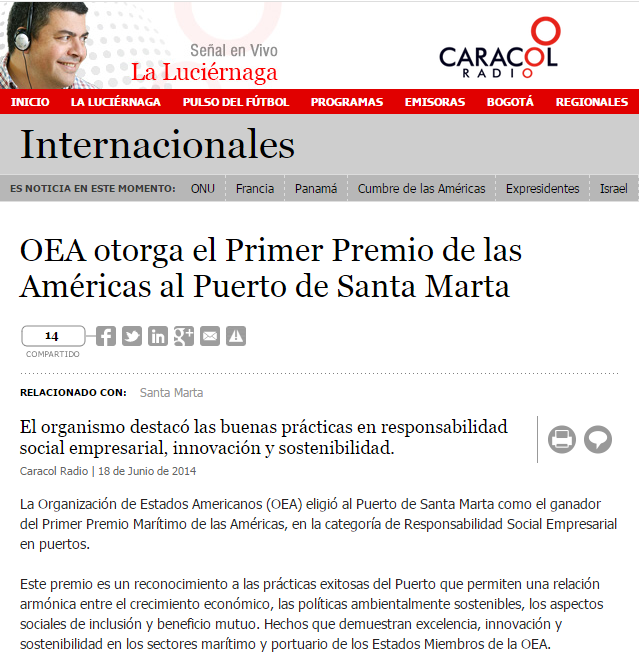 Señal en Vivo
La Luciérnaga
CARACOL
RADIO
INICIO LA LUCIÉRNAGA PULSO DEL FÚTBOL PROGRAMAS EMISORAS BOGOTÁ REGIONALES
Internacionales
ES NOTICIA EN ESTE MOMENTO: ONU Francia Panamá Cumbre de las Américas Expresidentes Israel
OEA otorga el Primer Premio de las
Américas al Puerto de Santa Marta
14
COMPARTIDO
RELACIONADO CON: Santa Marta
El organismo destacó las buenas prácticas en responsabilidad
social empresarial, innovación y sostenibilidad.
Caracol Radio | 18 de Junio de 2014
La Organización de Estados Americanos (OEA) eligió al Puerto de Santa Marta como el ganador
del Primer Premio Marítimo de las Américas, en la categoría de Responsabilidad Social Empresarial
en puertos.
Este premio es un reconocimiento a las prácticas exitosas del Puerto que permiten una relación
armónica entre el crecimiento económico, las políticas ambientalmente sostenibles, los aspectos
sociales de inclusión y beneficio mutuo. Hechos que demuestran excelencia, innovación y
sostenibilidad en los sectores marítimo y portuario de los Estados Miembros de la OEA.